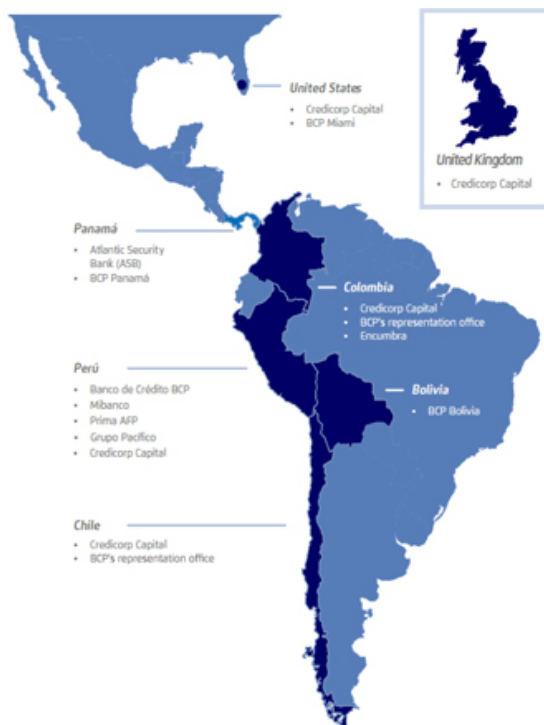 United States
• Credicorp Capital
• BCP Miami
United Kingdom
• Credicorp Capital
Panamá
• Atlantic Security
Bank (ASB)
• BCP Panamá
Colombia
• Credicorp Capital
• BCP's representation office
• Encumbra
Perú
• Banco de Crédito BCP
• Mibanco
• Prima AFP
• Grupo Pacífico
• Credicorp Capital
Bolivia
• BCP Bolivia
Chile
• Credicorp Capital
• BCP's representation office